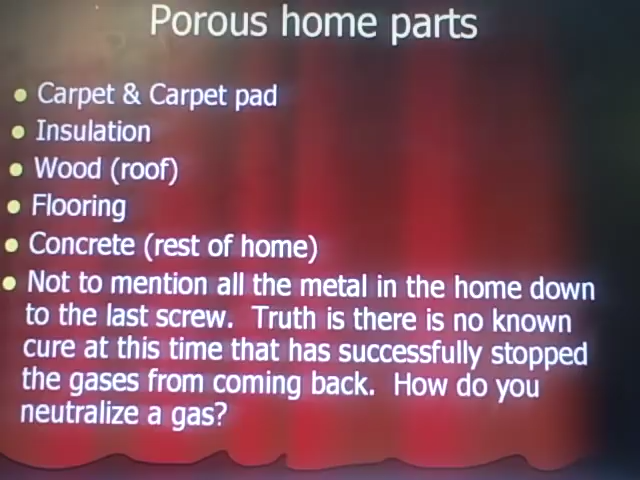 Porous home parts
Carpet & Carpet pad
Insulation
Wood (roof)
Flooring
Concrete (rest of home)
Not to mention all the metal in the home down
to the last screw.  Truth is there is no known
cure at this time that has successfully stopped
the gases from coming back.  How do you
neutralize a gas?